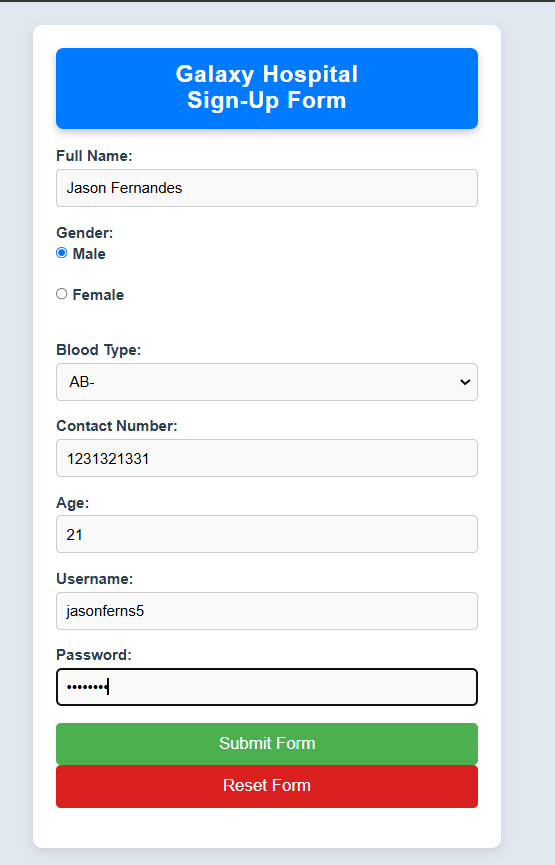 Galaxy Hospital
Sign-Up Form
Full Name:
Jason Fernandes
Gender:
Male
Female
Blood Type:
AB-
Contact Number:
1231321331
Age:
21
Username:
jasonferns5
Password:
••••••••
Submit Form
Reset Form